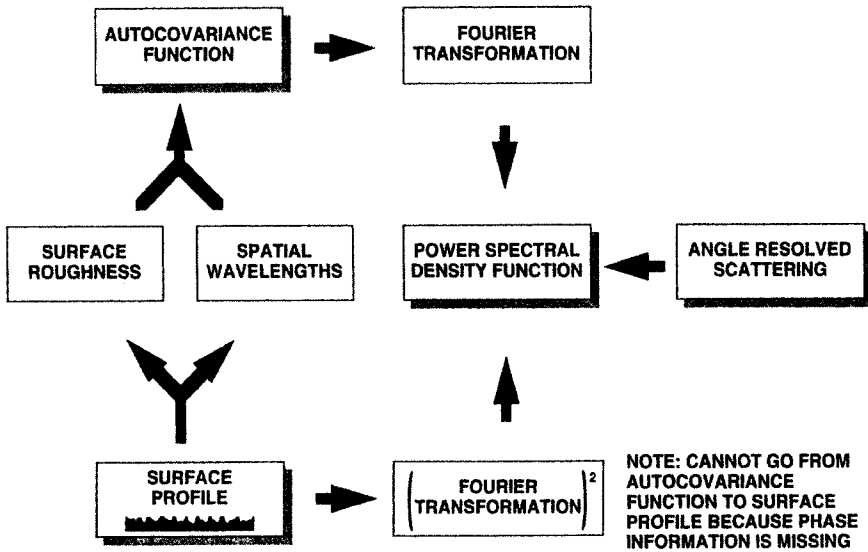 AUTOCOVARIANCE
FUNCTION
FOURIER
TRANSFORMATION
SURFACE
ROUGHNESS
SPATIAL
WAVELENGTHS
POWER SPECTRAL
DENSITY FUNCTION
ANGLE RESOLVED
SCATTERING
SURFACE
PROFILE
(FOURIER
TRANSFORMATION)²
NOTE: CANNOT GO FROM
AUTOCOVARIANCE
FUNCTION TO SURFACE
PROFILE BECAUSE PHASE
INFORMATION IS MISSING